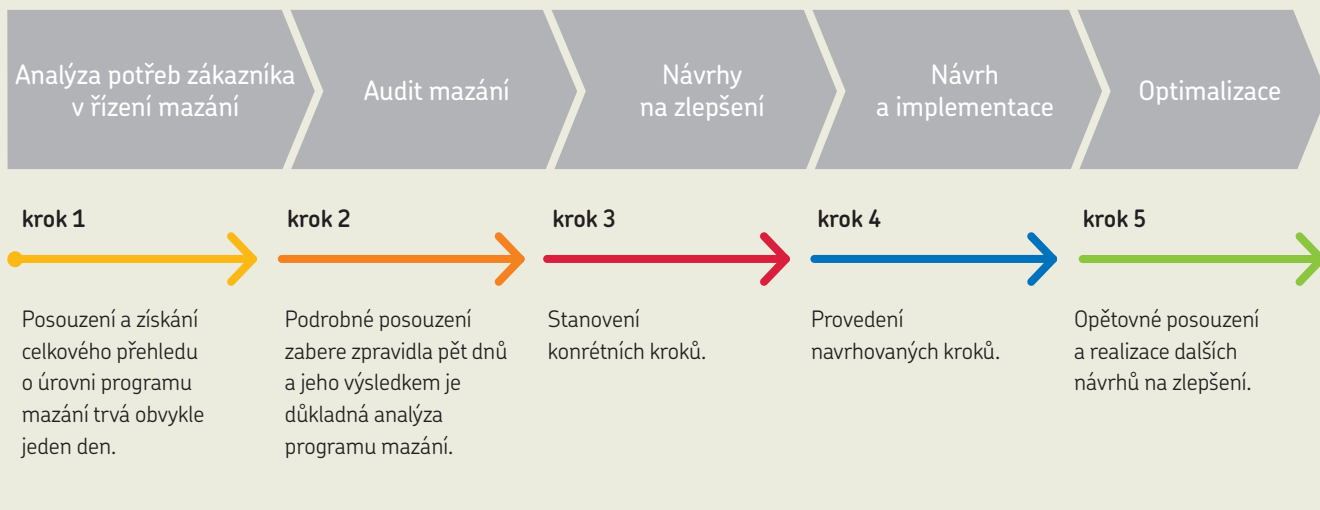 Analýza potřeb zákazníka
v řízení mazání
Audit mazání
Návrhy
na zlepšení
Návrh
a implementace
Optimalizace
krok 1
krok 2
krok 3
krok 4
krok 5
Posouzení a získání
celkového přehledu
o úrovni programu
mazání trvá obvykle
jeden den.
Podrobné posouzení
zabere zpravidla pět dnů
a jeho výsledkem je
důkladná analýza
programu mazání.
Stanovení
konrétních kroků.
Provedení
navrhovaných kroků.
Opětovné posouzení
a realizace dalších
návrhů na zlepšení.